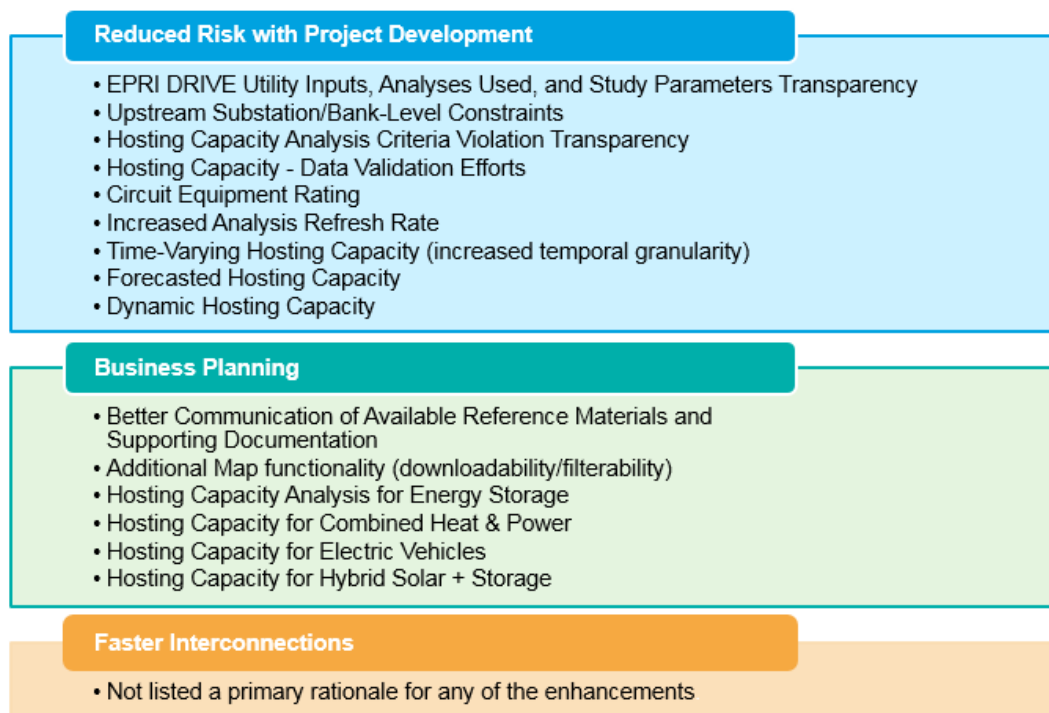 Reduced Risk with Project Development
• EPRI DRIVE Utility Inputs, Analyses Used, and Study Parameters Transparency
• Upstream Substation/Bank-Level Constraints
• Hosting Capacity Analysis Criteria Violation Transparency
• Hosting Capacity - Data Validation Efforts
• Circuit Equipment Rating
• Increased Analysis Refresh Rate
• Time-Varying Hosting Capacity (increased temporal granularity)
• Forecasted Hosting Capacity
• Dynamic Hosting Capacity
Business Planning
• Better Communication of Available Reference Materials and
Supporting Documentation
• Additional Map functionality (downloadability/filterability)
• Hosting Capacity Analysis for Energy Storage
• Hosting Capacity for Combined Heat & Power
• Hosting Capacity for Electric Vehicles
• Hosting Capacity for Hybrid Solar + Storage
Faster Interconnections
• Not listed a primary rationale for any of the enhancements